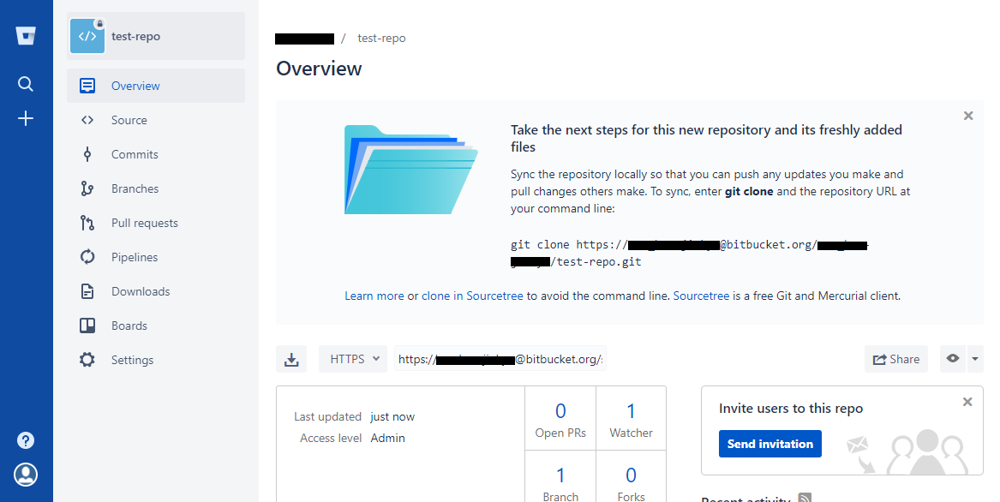 test-repo
Overview
Source
Commits
Branches
Pull requests
Pipelines
Downloads
Boards
Settings
/ test-repo
Overview
Take the next steps for this new repository and its freshly added
files
Sync the repository locally so that you can push any updates you make and
pull changes others make. To sync, enter git clone and the repository URL at
your command line:
git clone https://
@bitbucket.org/
/test-repo.git
Learn more or clone in Sourcetree to avoid the command line. Sourcetree is a free Git and Mercurial client.
HTTPS
https://
@bitbucket.org/
Share
Last updated just now
Access level Admin
0
Open PRs
1
Watcher
1
Branch
0
Forks
Invite users to this repo
Send invitation
Recent activity